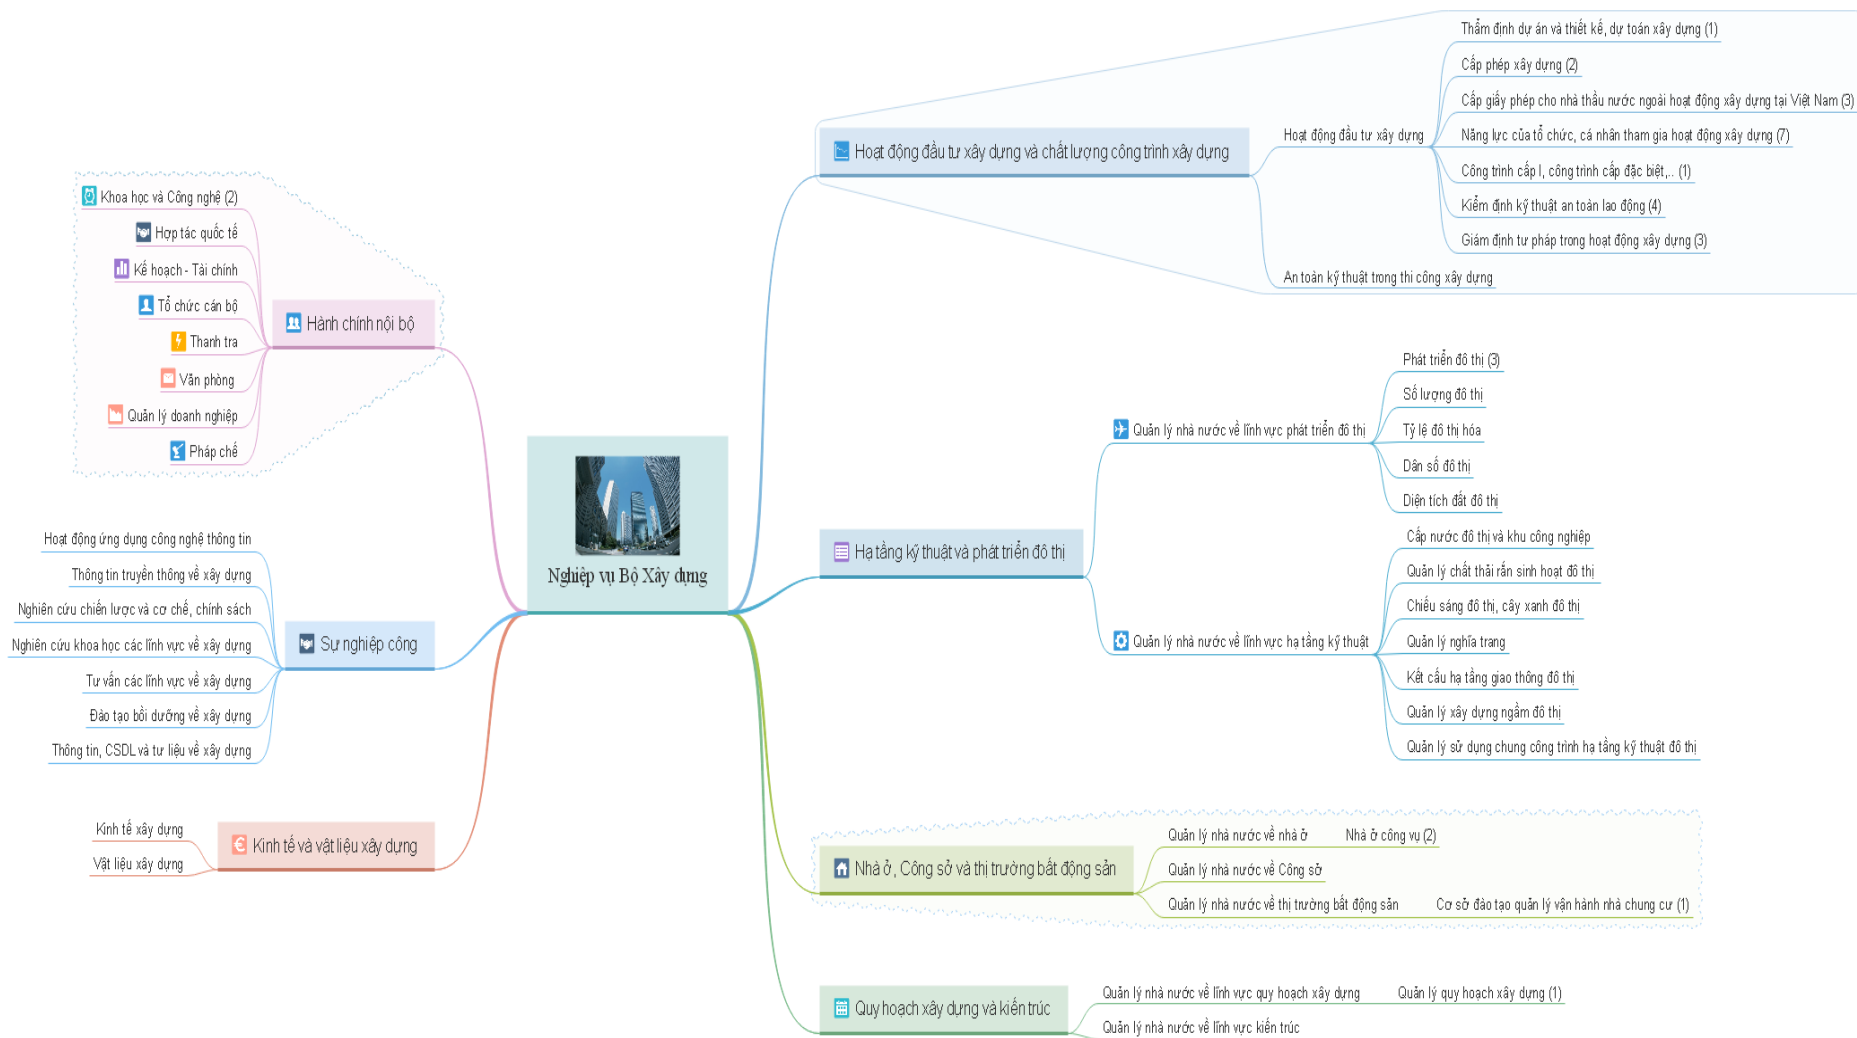 Nghiệp vụ Bộ Xây dựng
Hoạt động đầu tư xây dựng và chất lượng công trình xây dựng
Hoạt động đầu tư xây dựng
Thẩm định dự án và thiết kế, dự toán xây dựng (1)
Cấp phép xây dựng (2)
Cấp giấy phép cho nhà thầu nước ngoài hoạt động xây dựng tại Việt Nam (3)
Năng lực của tổ chức, cá nhân tham gia hoạt động xây dựng (7)
Công trình cấp I, công trình cấp đặc biệt,.. (1)
Kiểm định kỹ thuật an toàn lao động (4)
Giám định tư pháp trong hoạt động xây dựng (3)
An toàn kỹ thuật trong thi công xây dựng
Hạ tầng kỹ thuật và phát triển đô thị
Quản lý nhà nước về lĩnh vực phát triển đô thị
Phát triển đô thị (3)
Số lượng đô thị
Tỷ lệ đô thị hóa
Dân số đô thị
Diện tích đất đô thị
Quản lý nhà nước về lĩnh vực hạ tầng kỹ thuật
Cấp nước đô thị và khu công nghiệp
Quản lý chất thải rắn sinh hoạt đô thị
Chiếu sáng đô thị, cây xanh đô thị
Quản lý nghĩa trang
Kết cấu hạ tầng giao thông đô thị
Quản lý xây dựng ngầm đô thị
Quản lý sử dụng chung công trình hạ tầng kỹ thuật đô thị
Nhà ở, Công sở và thị trường bất động sản
Quản lý nhà nước về nhà ở
Nhà ở công vụ (2)
Quản lý nhà nước về Công sở
Quản lý nhà nước về thị trường bất động sản
Cơ sở đào tạo quản lý vận hành nhà chung cư (1)
Quy hoạch xây dựng và kiến trúc
Quản lý nhà nước về lĩnh vực quy hoạch xây dựng
Quản lý quy hoạch xây dựng (1)
Quản lý nhà nước về lĩnh vực kiến trúc
Hành chính nội bộ
Khoa học và Công nghệ (2)
Hợp tác quốc tế
Kế hoạch - Tài chính
Tổ chức cán bộ
Thanh tra
Văn phòng
Quản lý doanh nghiệp
Pháp chế
Sự nghiệp công
Hoạt động ứng dụng công nghệ thông tin
Thông tin truyền thông về xây dựng
Nghiên cứu chiến lược và cơ chế, chính sách
Nghiên cứu khoa học các lĩnh vực về xây dựng
Tư vấn các lĩnh vực về xây dựng
Đào tạo bồi dưỡng về xây dựng
Thông tin, CSDL và tư liệu về xây dựng
Kinh tế và vật liệu xây dựng
Kinh tế xây dựng
Vật liệu xây dựng